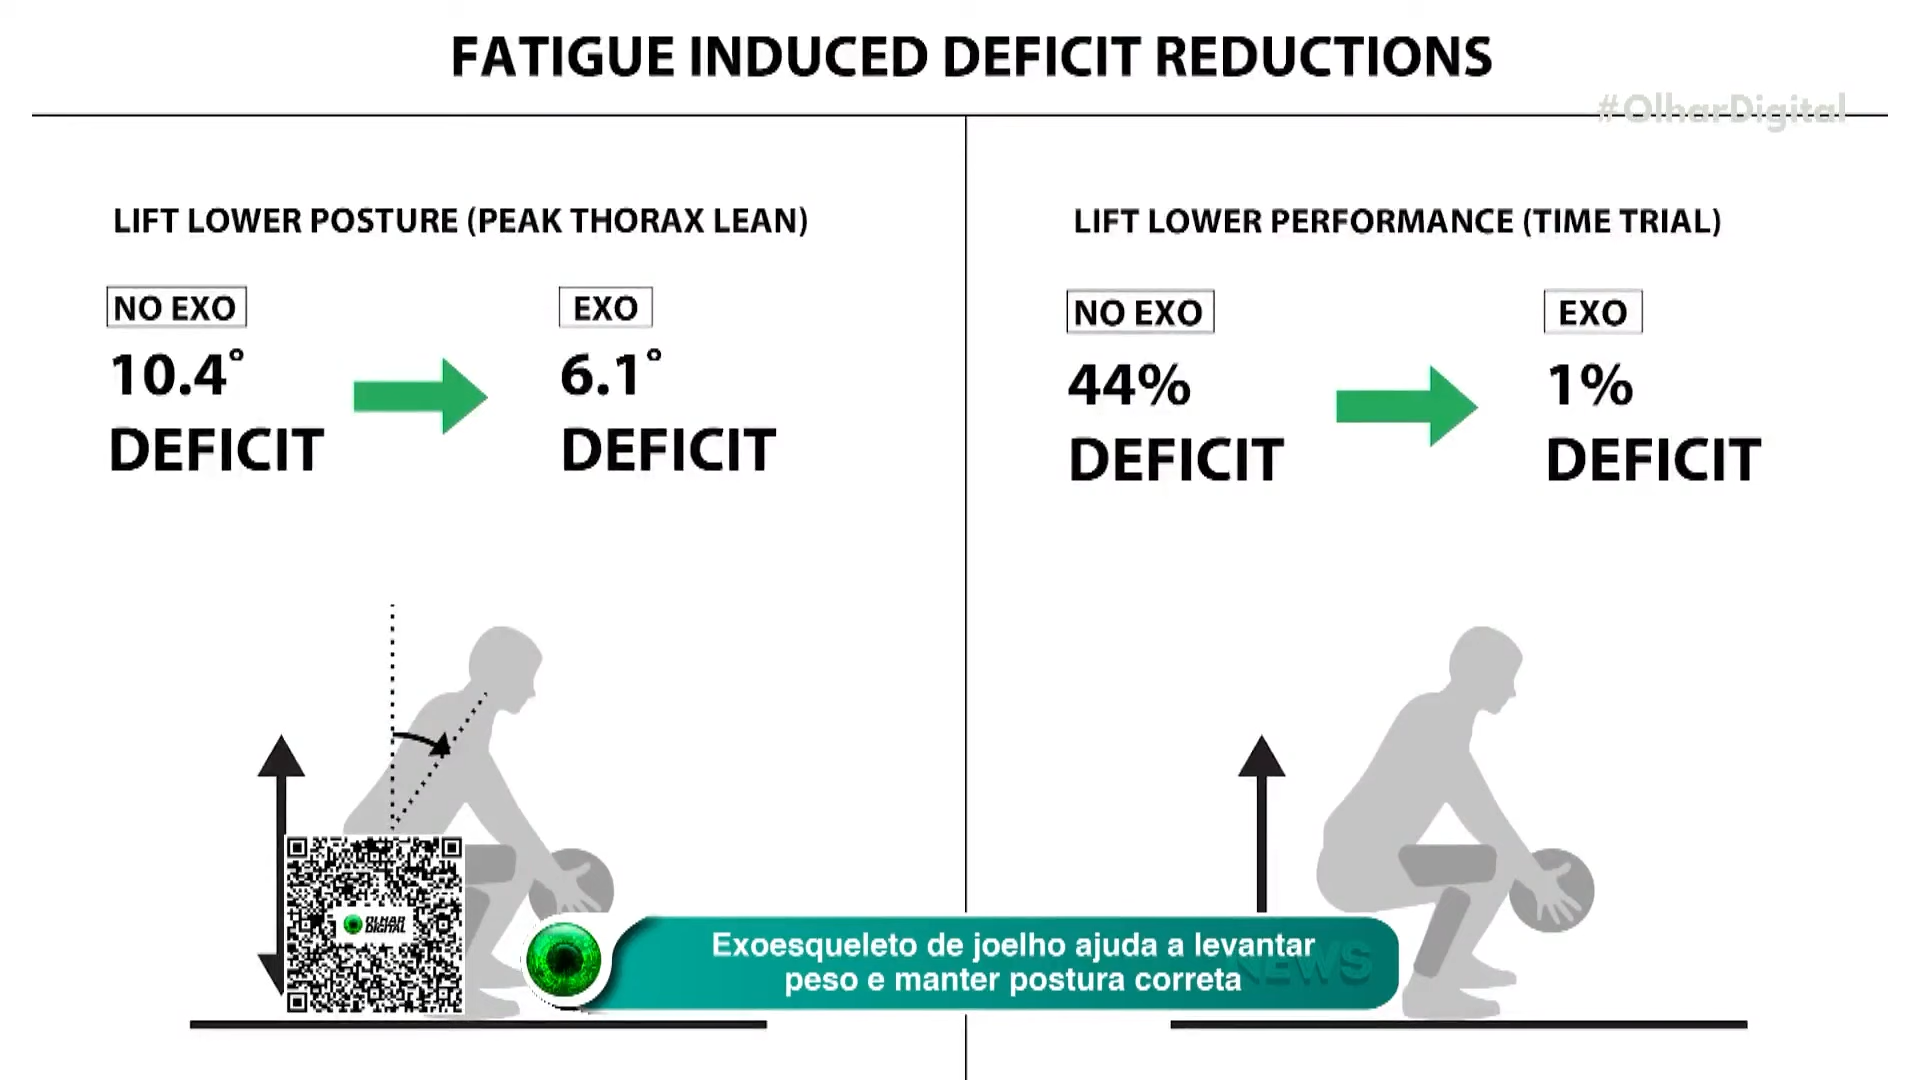 FATIGUE INDUCED DEFICIT REDUCTIONS
#OlharDigital
LIFT LOWER POSTURE (PEAK THORAX LEAN)
NO EXO
EXO
10.4°
6.1°
DEFICIT
DEFICIT
LIFT LOWER PERFORMANCE (TIME TRIAL)
NO EXO
EXO
44%
1%
DEFICIT
DEFICIT
OLHAR
DIGITAL
Exoesqueleto de joelho ajuda a levantar
peso e manter postura correta
NEWS